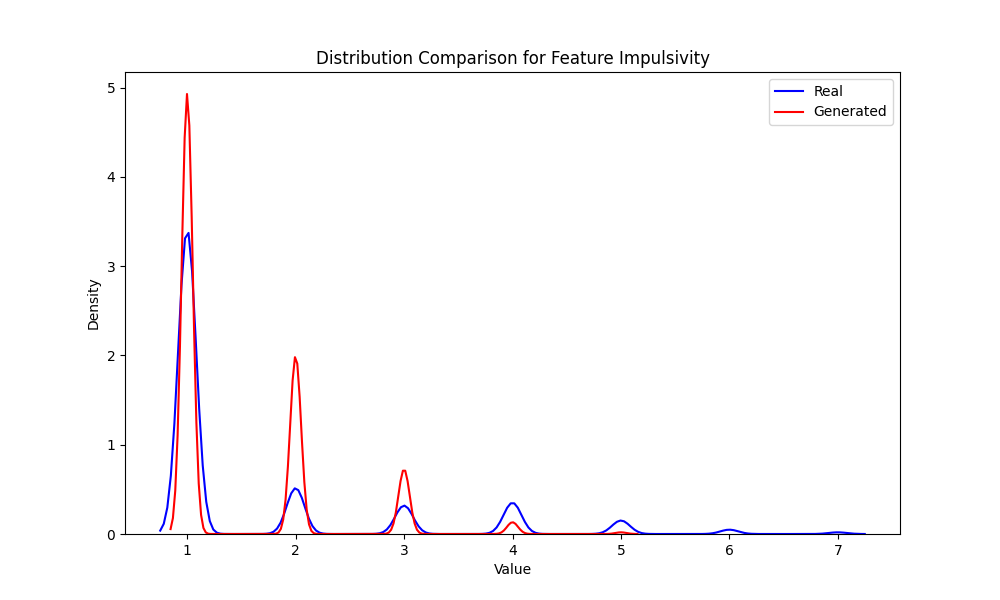 Distribution Comparison for Feature Impulsivity
Real
Generated
5
4
3
2
1
0
Density
1 2 3 4 5 6 7
Value